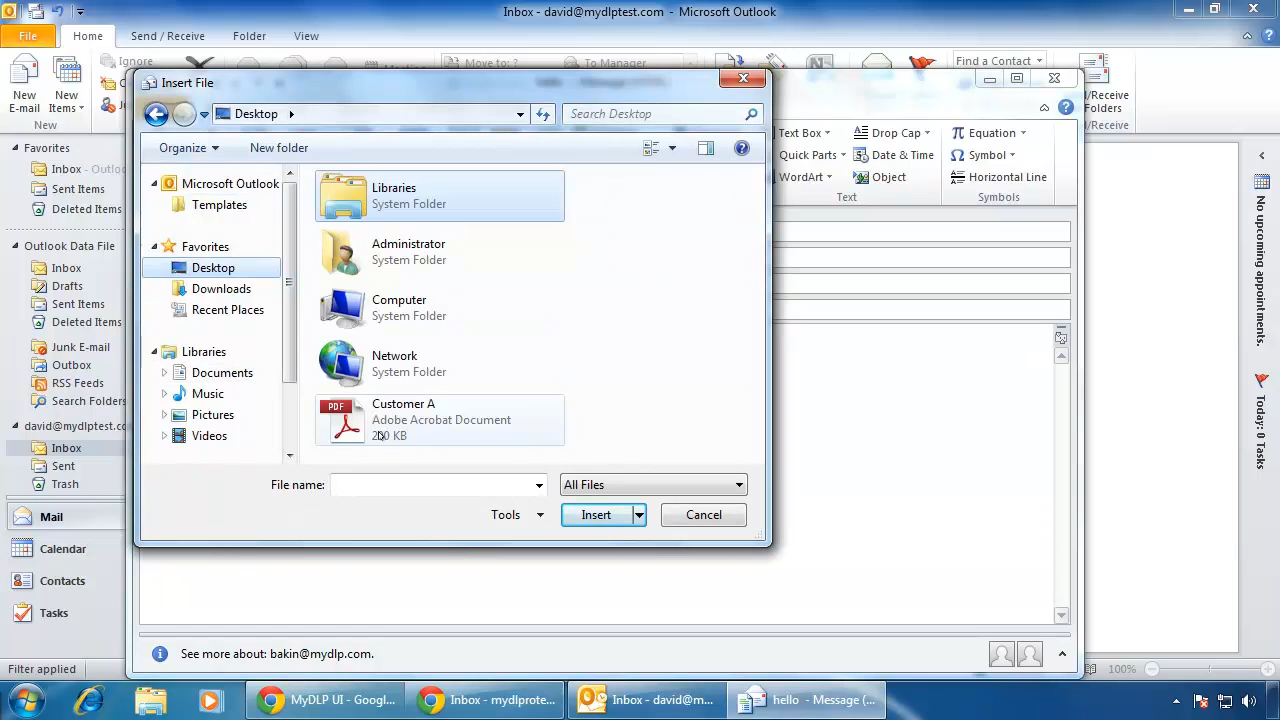 Inbox - david@mydlptest.com - Microsoft Outlook
File Home Send / Receive Folder View
New E-mail
New Items
New
Ignore
Move to: ?
To Manager
Find a Contact
Send/Receive
Folders
Insert File
Desktop
Search Desktop
Organize New folder
Text Box Drop Cap Equation
Quick Parts Date & Time Symbol
WordArt Object Horizontal Line
Text Symbols
Favorites
Inbox - Outloo
Sent Items
Deleted Items
Outlook Data File
Inbox
Drafts
Sent Items
Deleted Items
Junk E-mail
Outbox
RSS Feeds
Search Folders
david@mydlptest.co
Inbox
Sent
Trash
Mail
Calendar
Contacts
Tasks
Filter applied
Microsoft Outlook
Templates
Favorites
Desktop
Downloads
Recent Places
Libraries
Documents
Music
Pictures
Videos
Libraries
System Folder
Administrator
System Folder
Computer
System Folder
Network
System Folder
PDF
Customer A
Adobe Acrobat Document
KB
File name: All Files
Tools Insert Cancel
See more about: bakin@mydlp.com.
No upcoming appointments.
Today: 0 Tasks
100%
MyDLP UI - Googl...
Inbox - mydlprote...
Inbox - david@m...
hello - Message (...